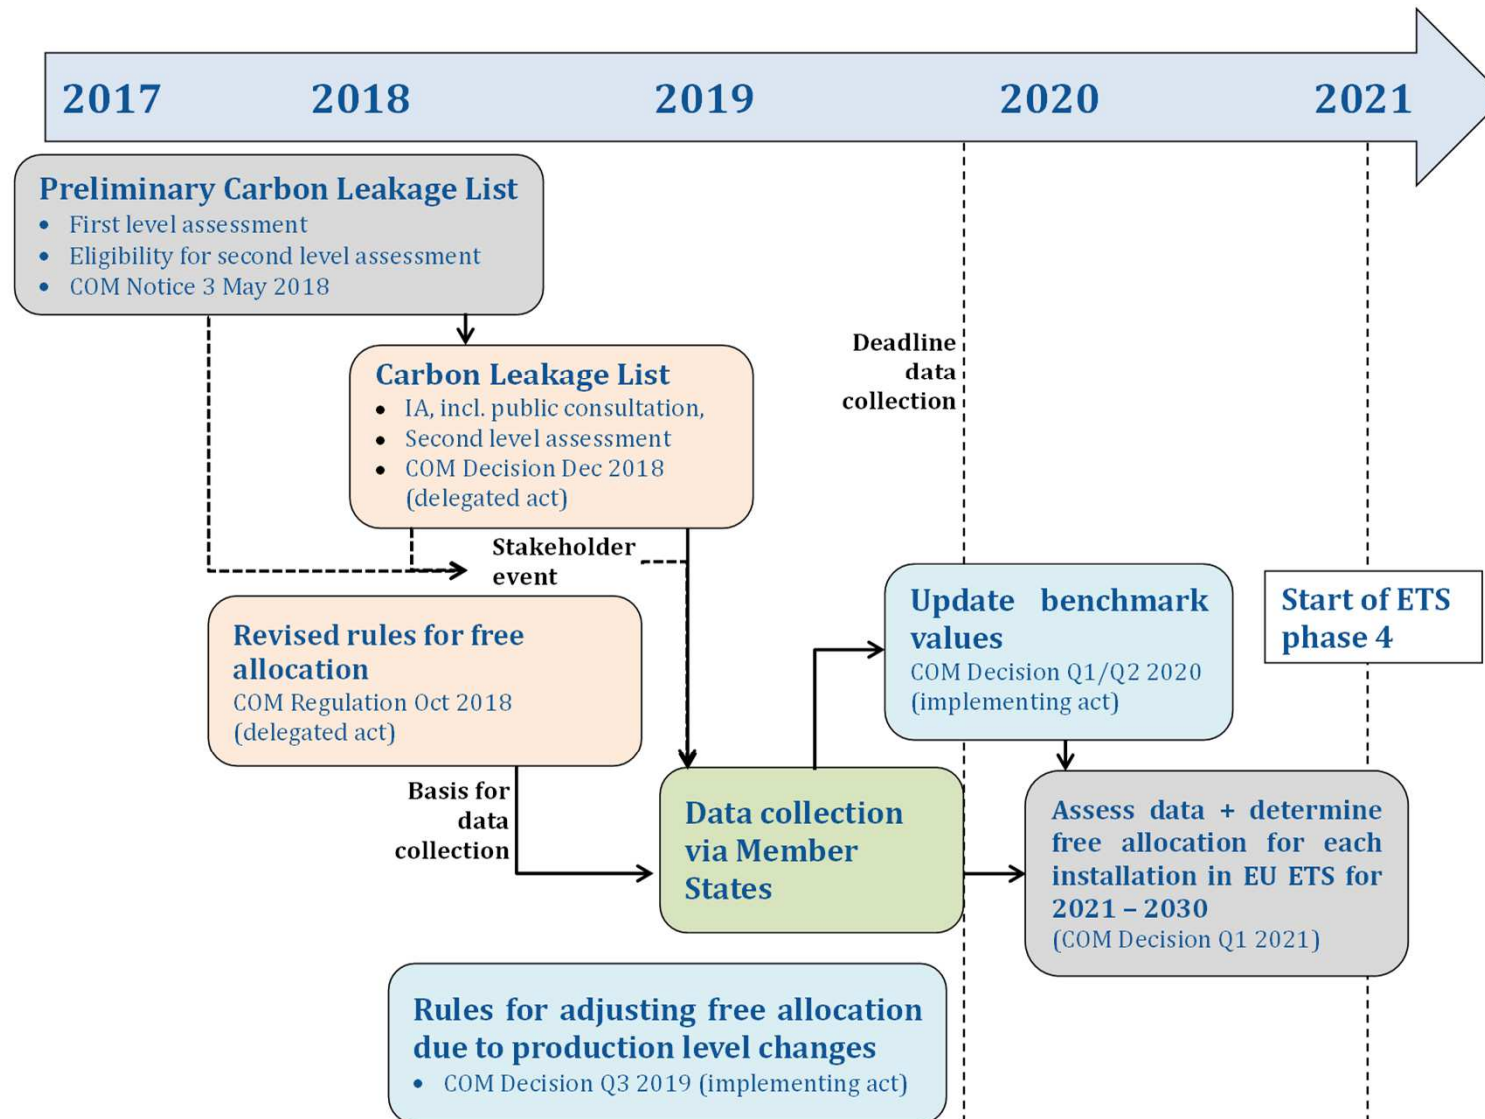 2017 2018 2019 2020 2021
Preliminary Carbon Leakage List
• First level assessment
• Eligibility for second level assessment
• COM Notice 3 May 2018
Carbon Leakage List
• IA, incl. public consultation,
• Second level assessment
• COM Decision Dec 2018
(delegated act)
Deadline
data
collection
Stakeholder
event
Revised rules for free
allocation
COM Regulation Oct 2018
(delegated act)
Update benchmark
values
COM Decision Q1/Q2 2020
(implementing act)
Start of ETS
phase 4
Basis for
data
collection
Data collection
via Member
States
Assess data + determine
free allocation for each
installation in EU ETS for
2021 – 2030
(COM Decision Q1 2021)
Rules for adjusting free allocation
due to production level changes
• COM Decision Q3 2019 (implementing act)